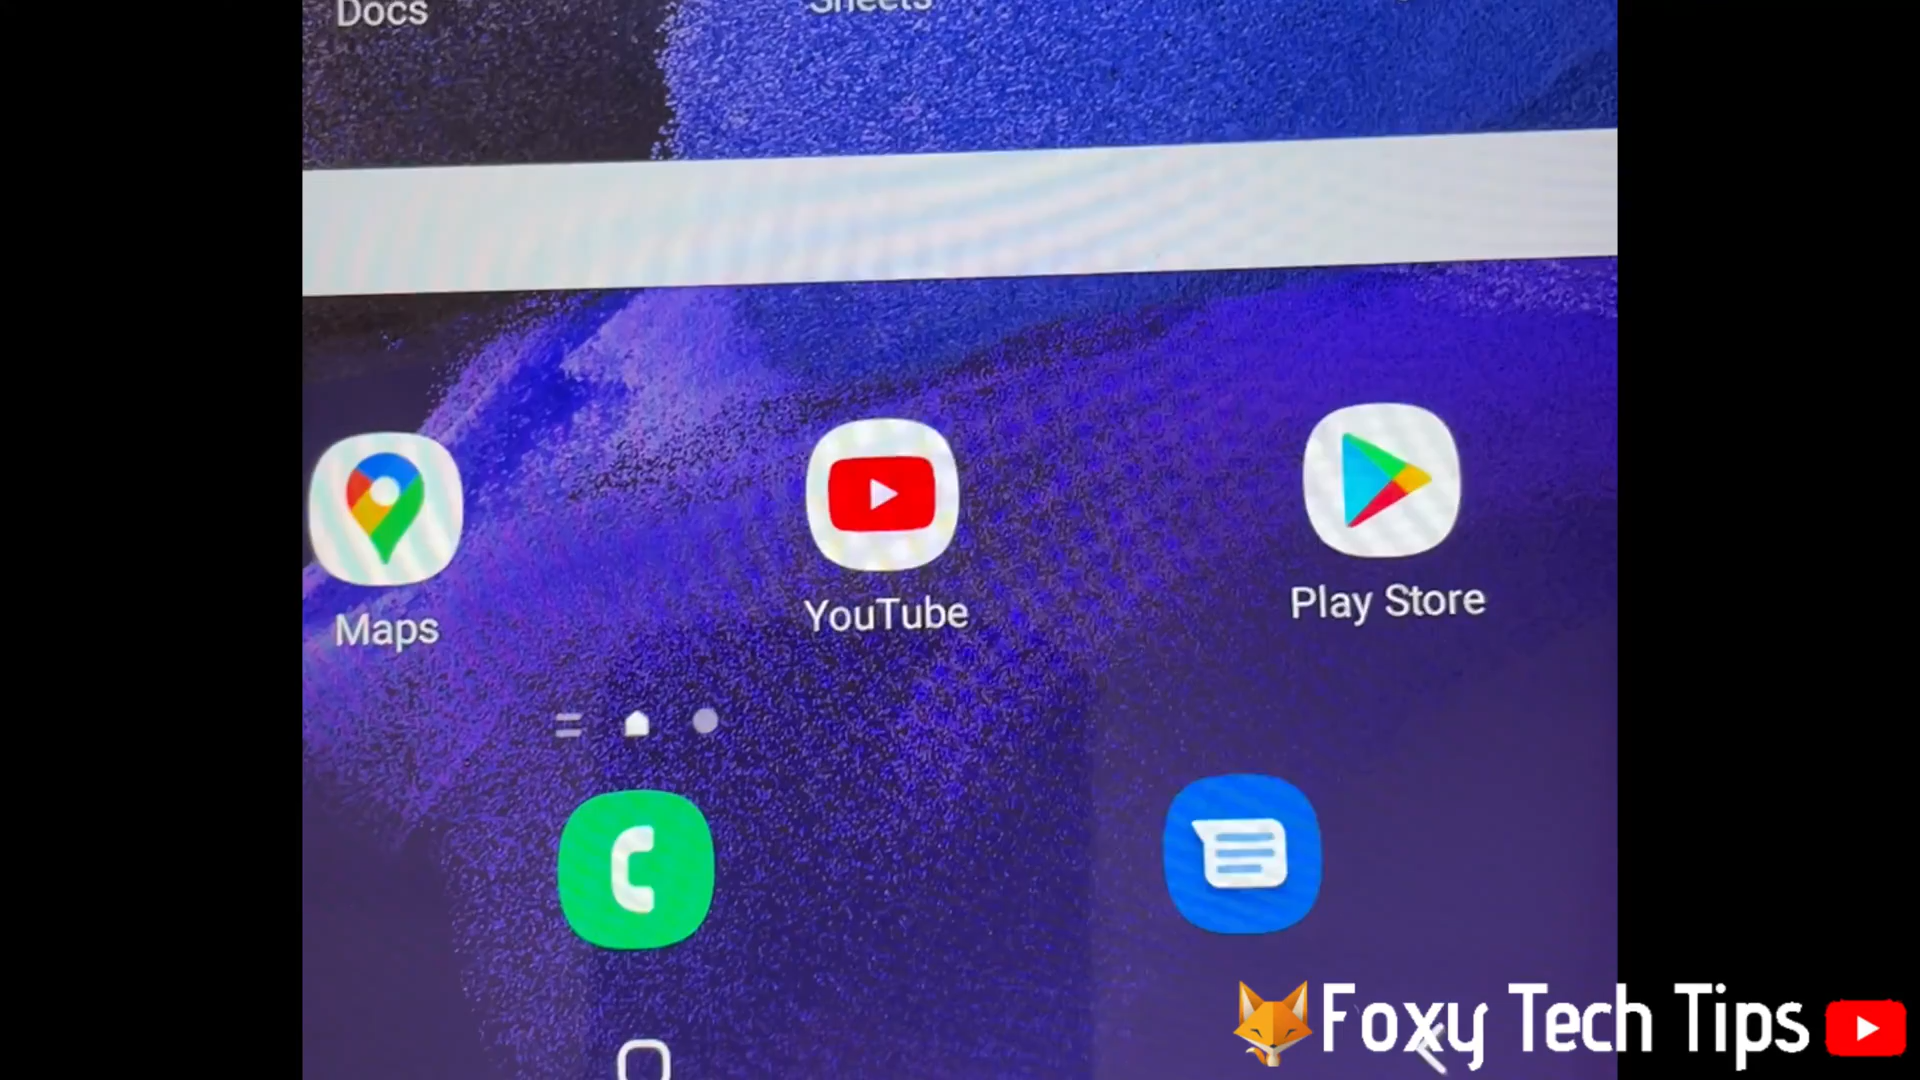 Docs
Sheets
Maps
YouTube
Play Store
Foxy Tech Tips